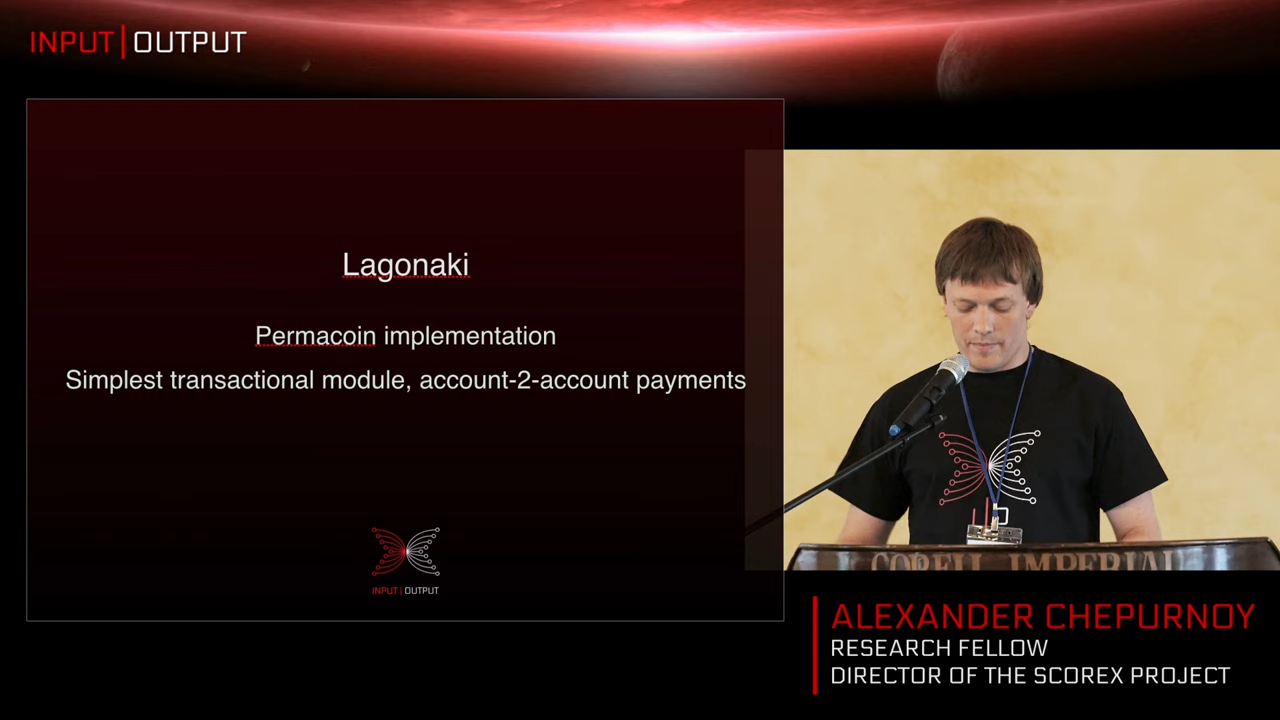 INPUT | OUTPUT
Lagonaki
Permacoin implementation
Simplest transactional module, account-2-account payments
INPUT | OUTPUT
IMPERIAL
ALEXANDER CHEPURNOY
RESEARCH FELLOW
DIRECTOR OF THE SCOREX PROJECT